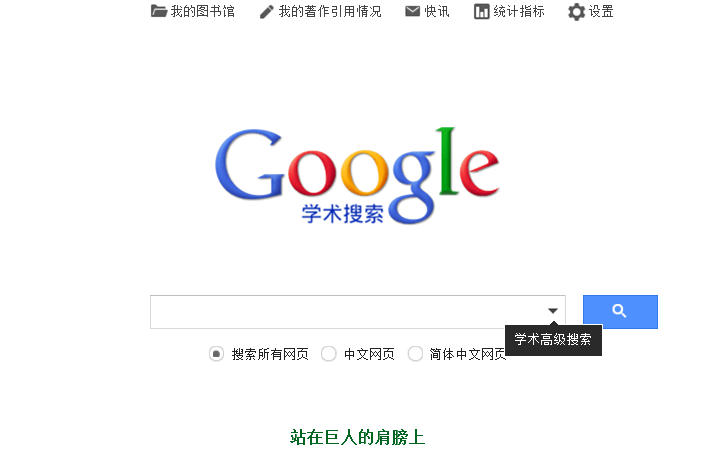 我的图书馆 我的著作引用情况 快讯 统计指标 设置
Google
学术搜索
学术高级搜索
搜索所有网页 中文网页 简体中文网页
站在巨人的肩膀上